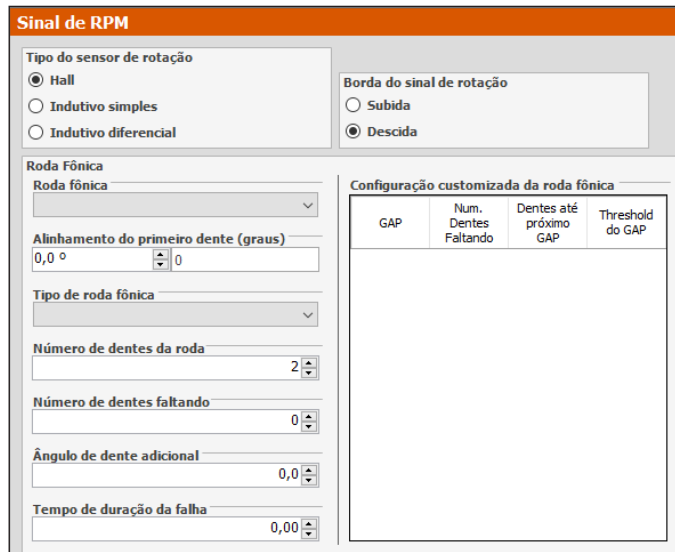 Sinal de RPM
Tipo do sensor de rotação
Hall
Indutivo simples
Indutivo diferencial
Borda do sinal de rotação
Subida
Descida
Roda Fônica
Roda fônica
Alinhamento do primeiro dente (graus)
0,0 º
0
Tipo de roda fônica
Número de dentes da roda
2
Número de dentes faltando
0
Ângulo de dente adicional
0,0
Tempo de duração da falha
0,00
Configuração customizada da roda fônica
GAP
Num.
Dentes
Faltando
Dentes até
próximo
GAP
Threshold
do GAP